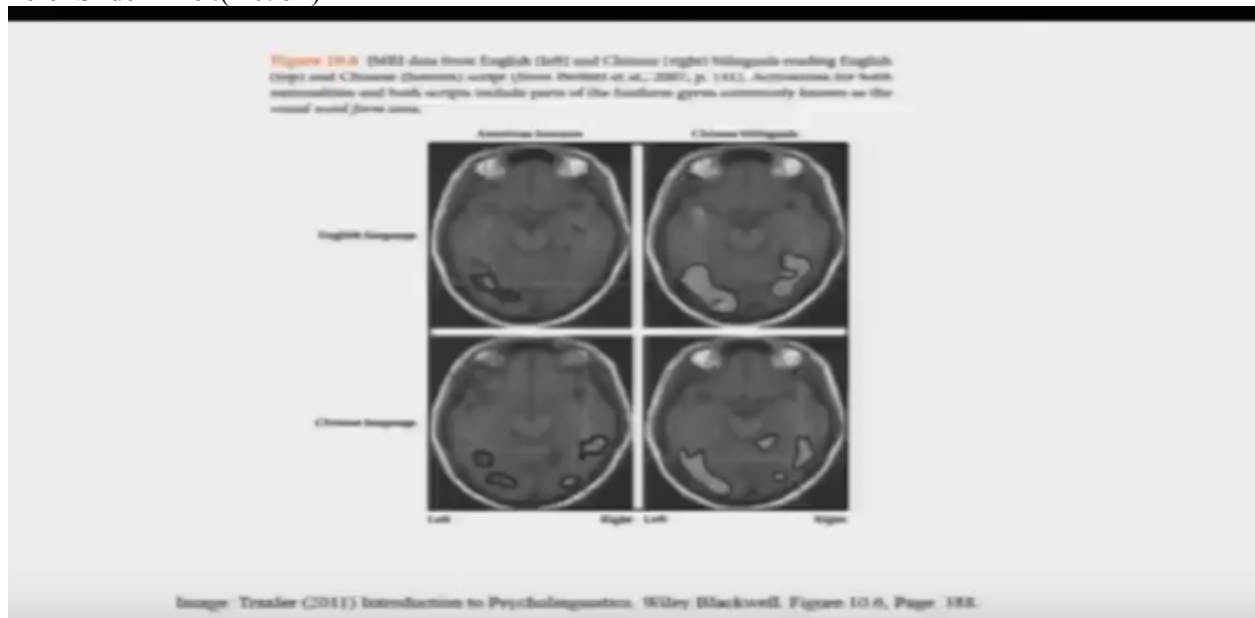 Figure 10.6 fMRI data from English (left) and Chinese (right) bilinguals reading English
(top) and Chinese (bottom) script (from Perfetti et al., 2007, p. 141). Activations for both
nationalities and both scripts include parts of the fusiform gyrus commonly known as the
visual word form area.
Chinese bilinguals
English language
Chinese language
Left Right Left Right
Image: Traxler (2011) Introduction to Psycholinguistics. Wiley Blackwell. Figure 10.6, Page 388.